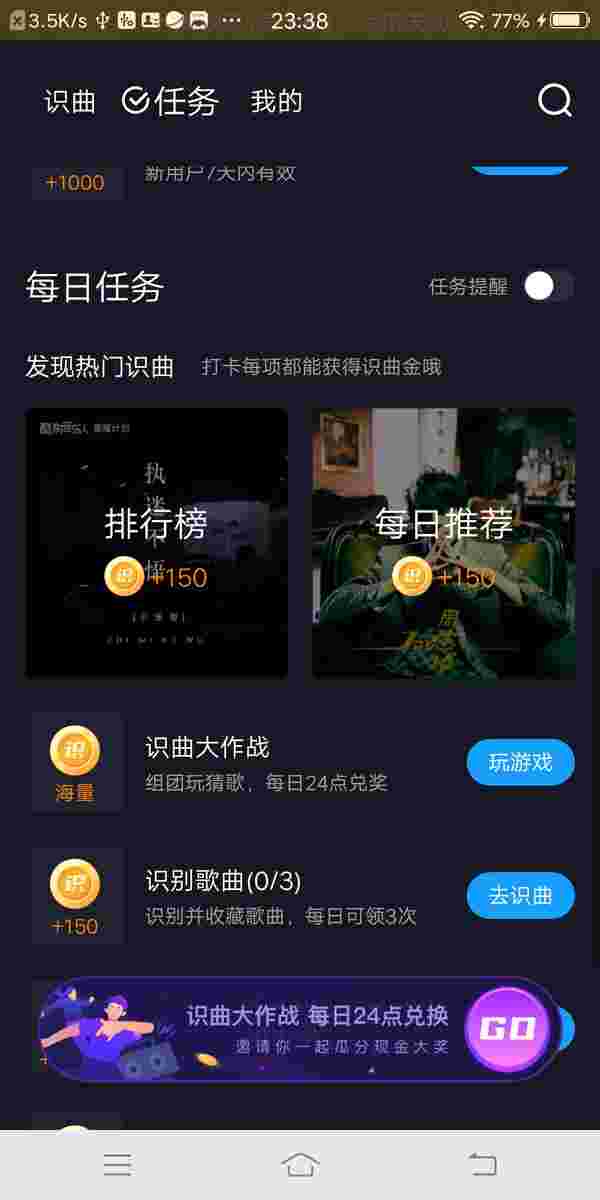 3.5K/s
23:38
77%
识曲
任务
我的
+1000
新用户7天内有效
每日任务
任务提醒
发现热门识曲
打卡每项都能获得识曲金哦
执迷不悟
排行榜
识
+150
每日推荐
识
+150
识
海量
识曲大作战
组团玩猜歌，每日24点兑奖
玩游戏
识
+150
识别歌曲(0/3)
识别并收藏歌曲，每日可领3次
去识曲
识曲大作战 每日24点兑换
邀请你一起瓜分现金大奖
GO